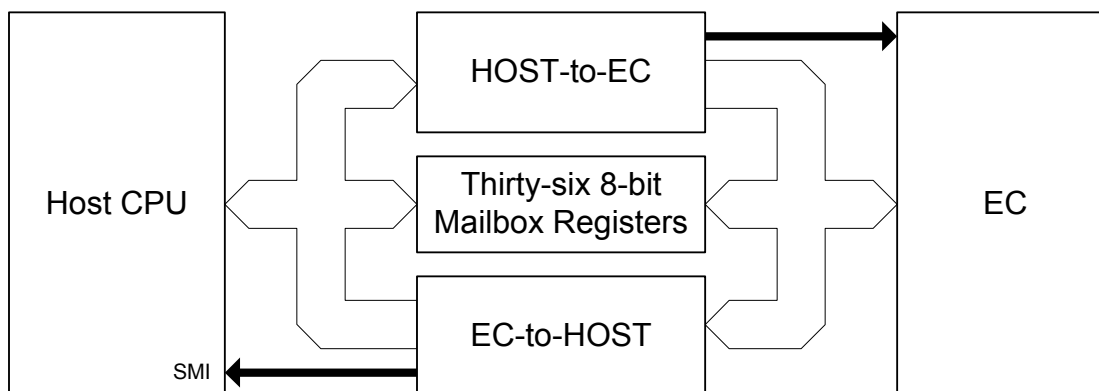 HOST-to-EC
Host CPU
Thirty-six 8-bit
Mailbox Registers
EC
EC-to-HOST
SMI